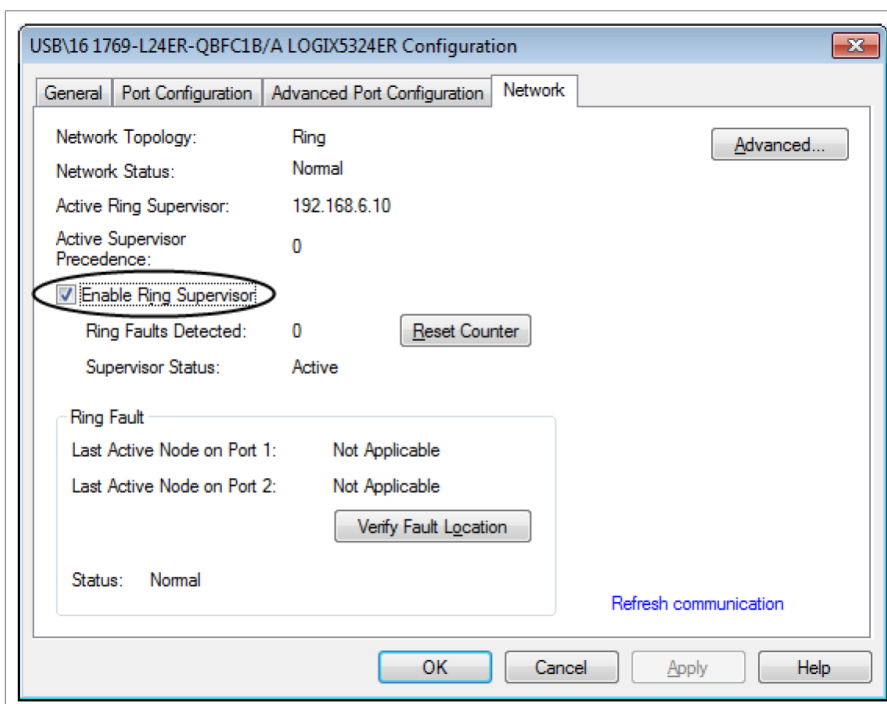 USB\16 1769-L24ER-QBFC1B/A LOGIX5324ER Configuration
General Port Configuration Advanced Port Configuration Network
Network Topology: Ring Advanced...
Network Status: Normal
Active Ring Supervisor: 192.168.6.10
Active Supervisor
Precedence: 0
Enable Ring Supervisor
Ring Faults Detected: 0 Reset Counter
Supervisor Status: Active
Ring Fault
Last Active Node on Port 1: Not Applicable
Last Active Node on Port 2: Not Applicable
Verify Fault Location
Status: Normal
Refresh communication
OK Cancel Apply Help